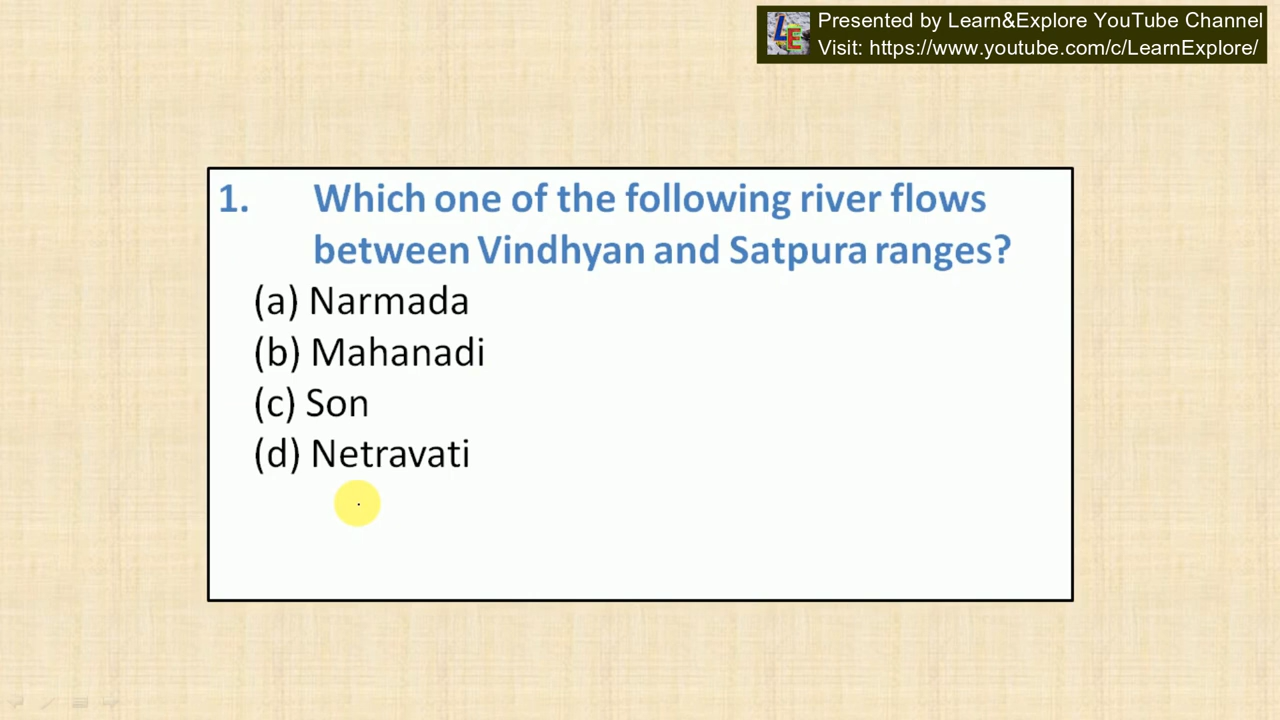 Presented by Learn&Explore YouTube Channel
Visit: https://www.youtube.com/c/LearnExplore/
LE
1. Which one of the following river flows
between Vindhyan and Satpura ranges?
(a) Narmada
(b) Mahanadi
(c) Son
(d) Netravati